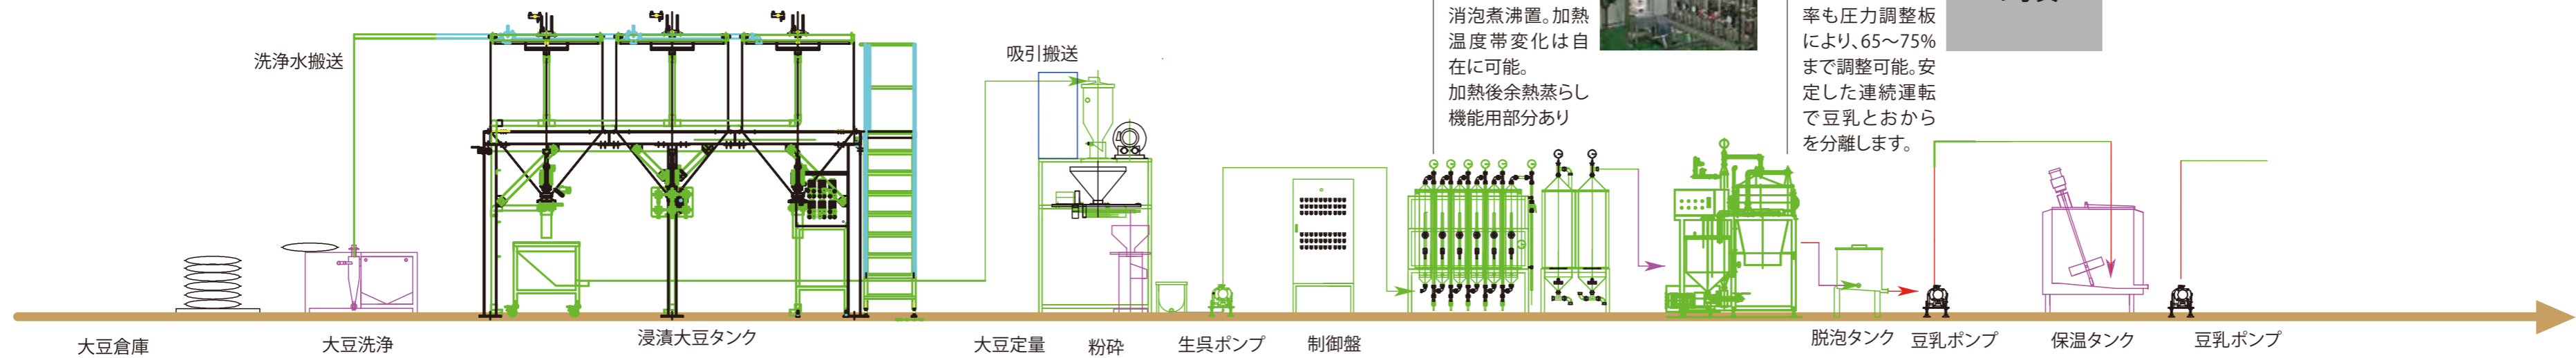 消泡煮沸置。加熱
温度帯変化は自
在に可能。
加熱後余熱蒸らし
機能用部分あり
率も圧力調整板
により、65～75%
まで調整可能。安
定した連続運転
で豆乳とおから
を分離します。
洗浄水搬送
吸引搬送
大豆倉庫
大豆洗浄
浸漬大豆タンク
大豆定量
粉砕
生呉ポンプ
制御盤
脱泡タンク
豆乳ポンプ
保温タンク
豆乳ポンプ